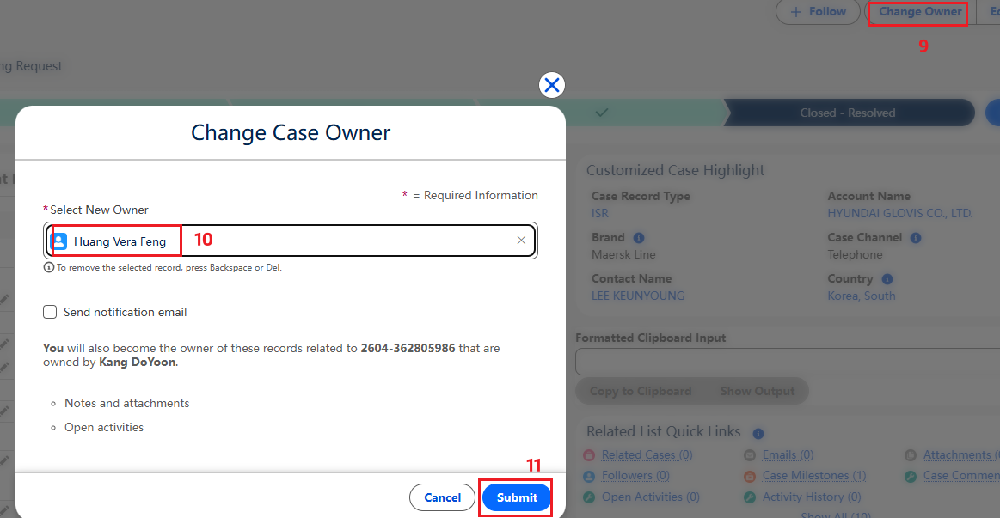 Follow
Change Owner
9
ng Request
Closed - Resolved
Change Case Owner
* = Required Information
*Select New Owner
Huang Vera Feng
10
To remove the selected record, press Backspace or Del.
Send notification email
You will also become the owner of these records related to 2604-362805986 that are
owned by Kang DoYoon.
Notes and attachments
Open activities
11
Cancel
Submit
Customized Case Highlight
Case Record Type
ISR
Account Name
HYUNDAI GLOVIS CO., LTD.
Brand
Maersk Line
Case Channel
Telephone
Contact Name
LEE KEUNYOUNG
Country
Korea, South
Formatted Clipboard Input
Copy to Clipboard
Show Output
Related List Quick Links
Related Cases (0)
Emails (0)
Attachments
Followers (0)
Case Milestones (1)
Case Commen
Open Activities (0)
Activity History (0)
Show All (10)